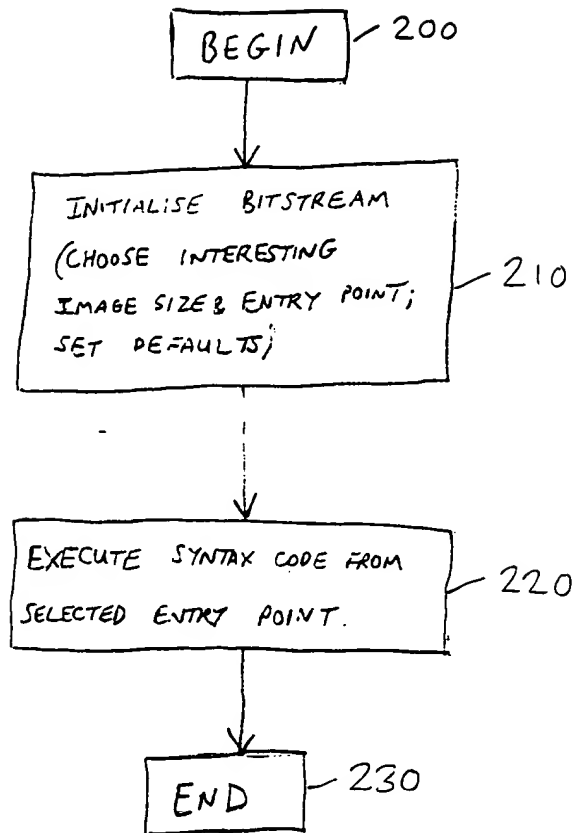 BEGIN
200
INITIALISE BITSTREAM
(CHOOSE INTERESTING
IMAGE SIZE & ENTRY POINT;
SET DEFAULTS;
210
EXECUTE SYNTAX CODE FROM
SELECTED ENTRY POINT.
220
END
230